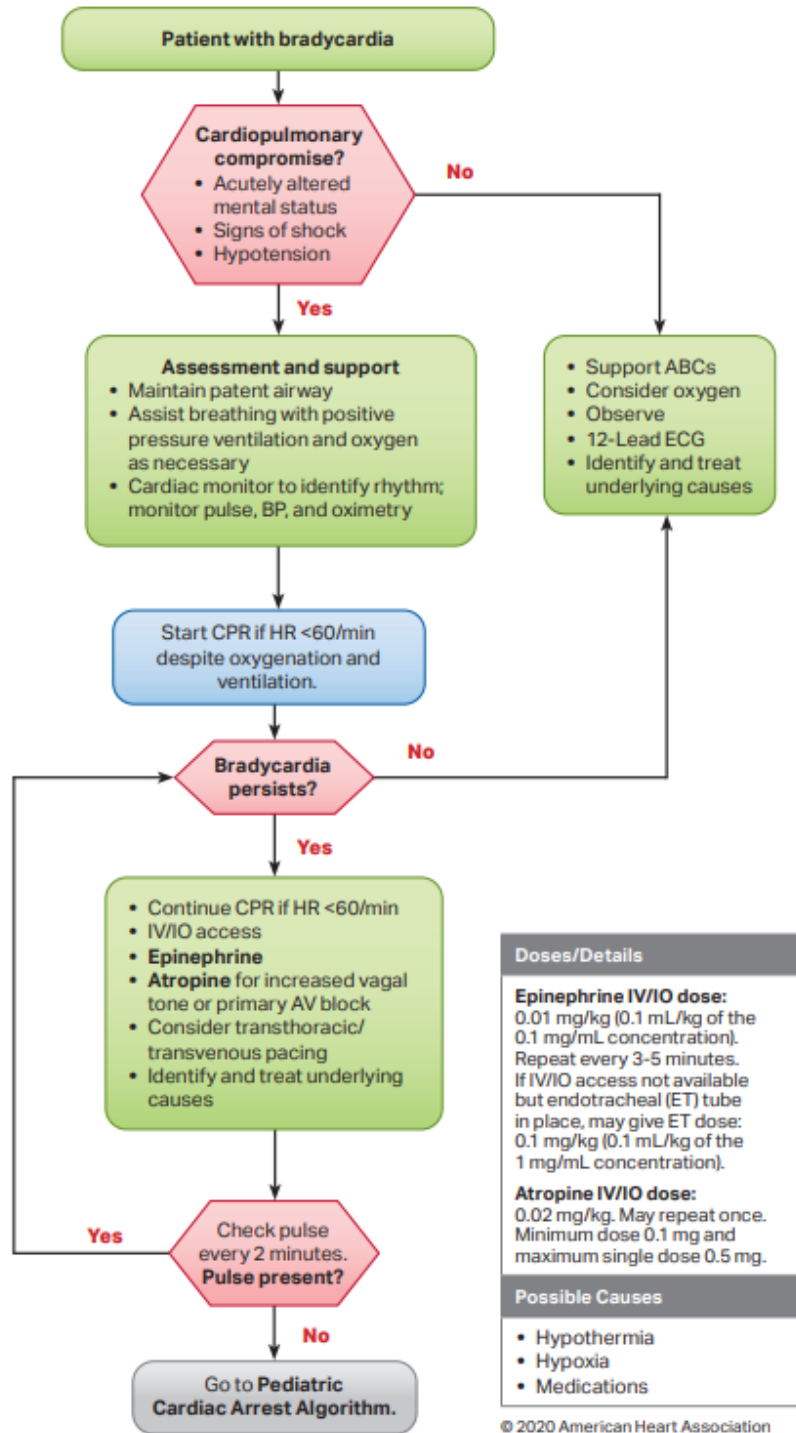 Patient with bradycardia
Cardiopulmonary
compromise?
• Acutely altered
mental status
• Signs of shock
• Hypotension
No
Yes
Assessment and support
• Maintain patent airway
• Assist breathing with positive
pressure ventilation and oxygen
as necessary
• Cardiac monitor to identify rhythm;
monitor pulse, BP, and oximetry
• Support ABCs
• Consider oxygen
• Observe
• 12-Lead ECG
• Identify and treat
underlying causes
Start CPR if HR <60/min
despite oxygenation and
ventilation.
Bradycardia
persists?
No
Yes
• Continue CPR if HR <60/min
• IV/IO access
• Epinephrine
• Atropine for increased vagal
tone or primary AV block
• Consider transthoracic/
transvenous pacing
• Identify and treat underlying
causes
Check pulse
every 2 minutes.
Pulse present?
Yes
No
Go to Pediatric
Cardiac Arrest Algorithm.
Doses/Details
Epinephrine IV/IO dose:
0.01 mg/kg (0.1 mL/kg of the
0.1 mg/mL concentration).
Repeat every 3-5 minutes.
If IV/IO access not available
but endotracheal (ET) tube
in place, may give ET dose:
0.1 mg/kg (0.1 mL/kg of the
1 mg/mL concentration).
Atropine IV/IO dose:
0.02 mg/kg. May repeat once.
Minimum dose 0.1 mg and
maximum single dose 0.5 mg.
Possible Causes
• Hypothermia
• Hypoxia
• Medications
© 2020 American Heart Association